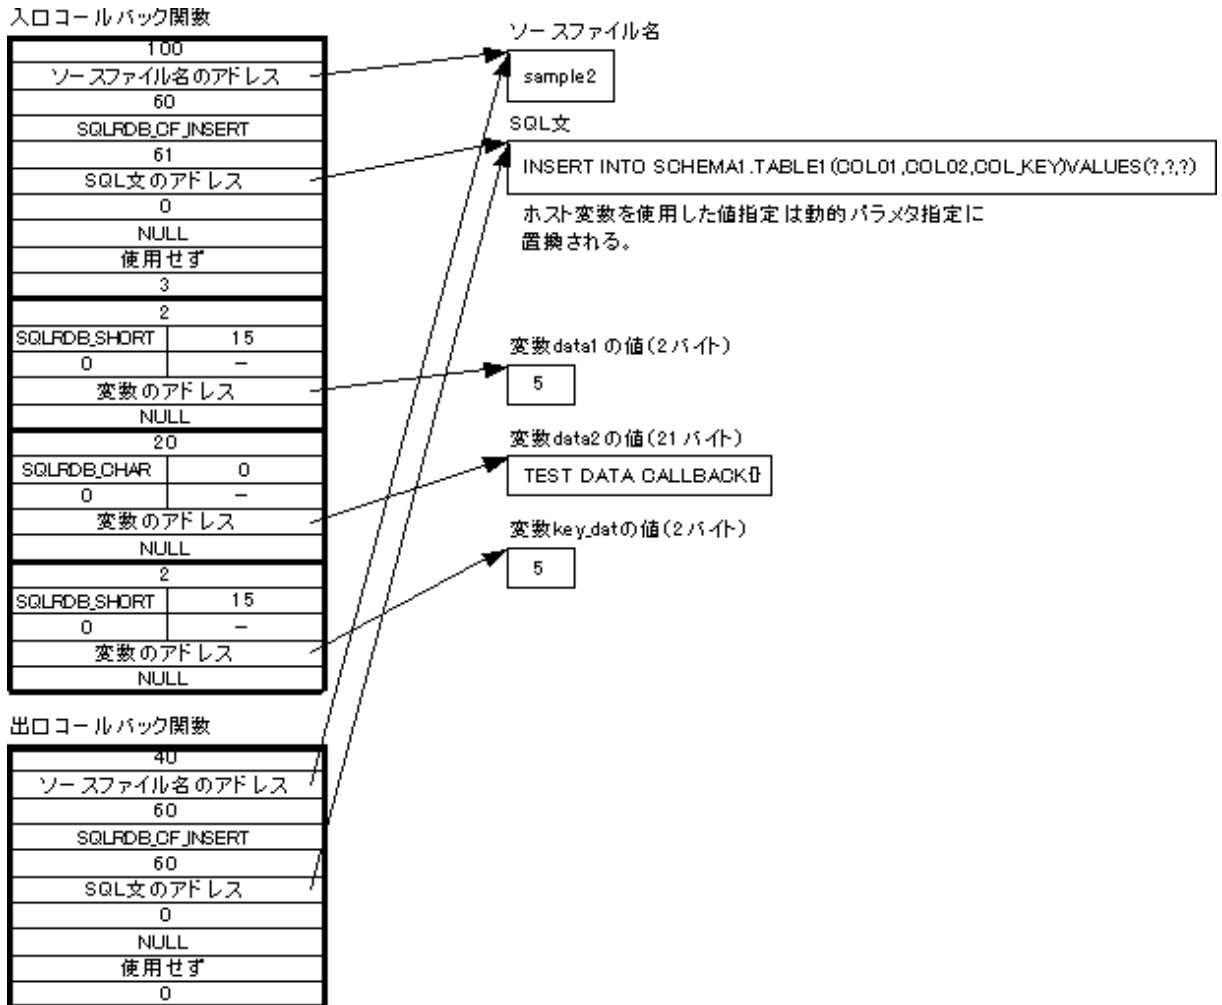 入口コールバック関数
100
ソースファイル名のアドレス
60
SQLRDB_CF_INSERT
61
SQL文のアドレス
0
NULL
使用せず
3
2
SQLRDB_SHORT 15
0 －
変数のアドレス
NULL
20
SQLRDB_CHAR 0
0 －
変数のアドレス
NULL
2
SQLRDB_SHORT 15
0 －
変数のアドレス
NULL
ソースファイル名
sample2
SQL文
INSERT INTO SCHEMA1.TABLE1(COL01,COL02,COL_KEY)VALUES(?,?,?)
ホスト変数を使用した値指定は動的パラメタ指定に
置換される。
変数data1の値(2バイト)
5
変数data2の値(21バイト)
TEST DATA CALLBACK
変数key_datの値(2バイト)
5
出口コールバック関数
40
ソースファイル名のアドレス
60
SQLRDB_CF_INSERT
60
SQL文のアドレス
0
NULL
使用せず
0